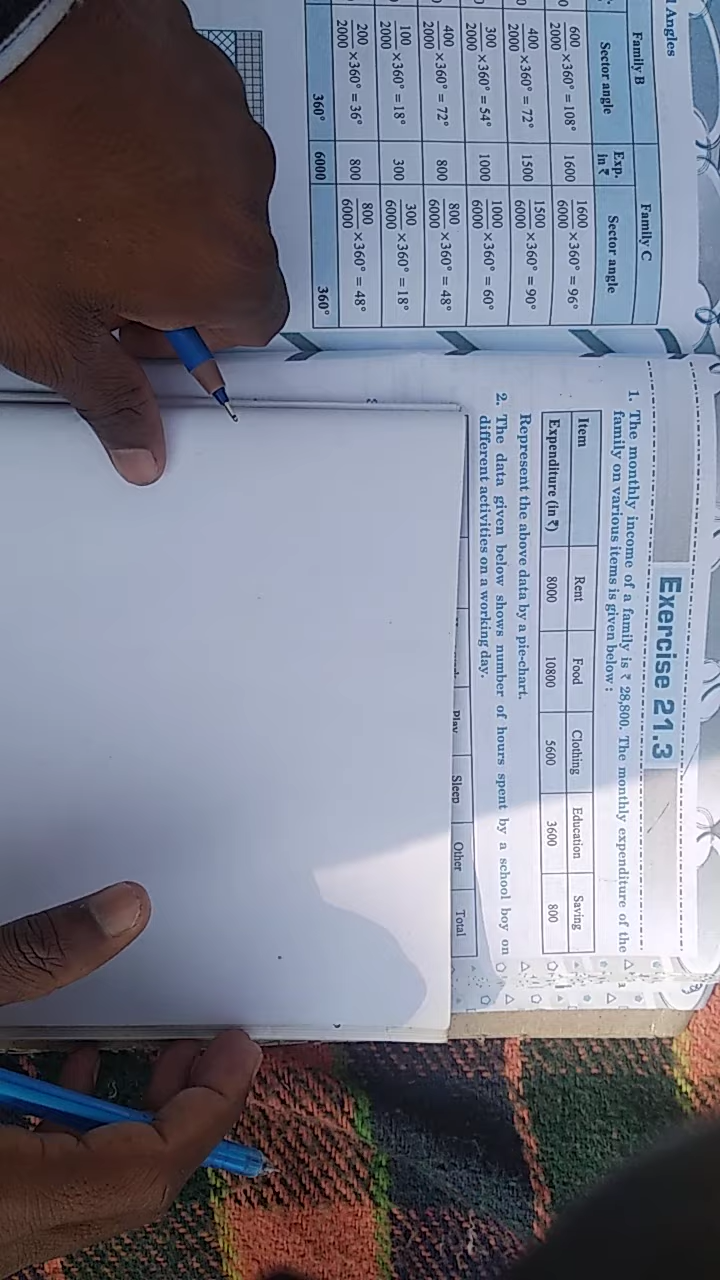 l Angles
Family B Family C
Sector angle Exp. in ₹ Sector angle
600/2000 ×360° = 108° 1600 1600/6000 ×360° = 96°
400/2000 ×360° = 72° 1500 1500/6000 ×360° = 90°
300/2000 ×360° = 54° 1000 1000/6000 ×360° = 60°
400/2000 ×360° = 72° 800 800/6000 ×360° = 48°
100/2000 ×360° = 18° 300 300/6000 ×360° = 18°
200/2000 ×360° = 36° 800 800/6000 ×360° = 48°
360° 6000 360°
Exercise 21.3
1. The monthly income of a family is ₹ 28,800. The monthly expenditure of the
family on various items is given below :
Item Rent Food Clothing Education Saving
Expenditure (in ₹) 8000 10800 5600 3600 800
Represent the above data by a pie-chart.
2. The data given below shows number of hours spent by a school boy on
different activities on a working day.
Play Sleep Other Total